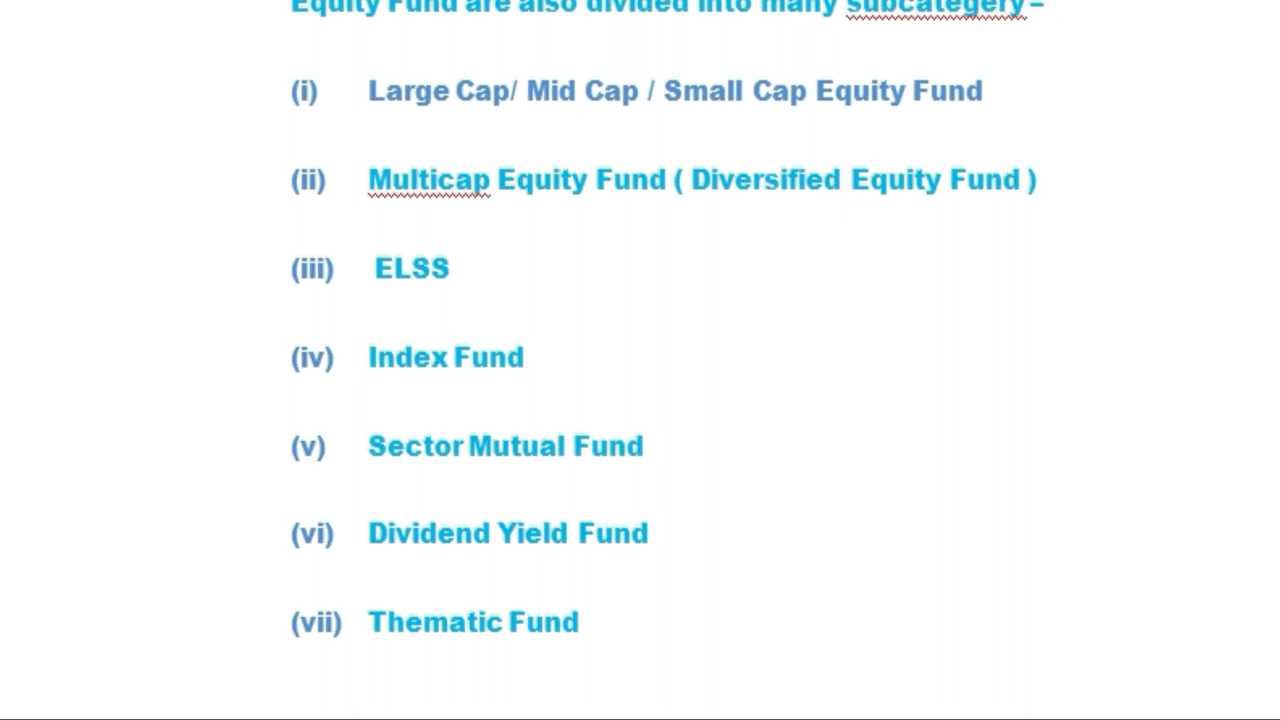 Equity Fund are also divided into many subcategery –
(i) Large Cap/ Mid Cap / Small Cap Equity Fund
(ii) Multicap Equity Fund ( Diversified Equity Fund )
(iii) ELSS
(iv) Index Fund
(v) Sector Mutual Fund
(vi) Dividend Yield Fund
(vii) Thematic Fund